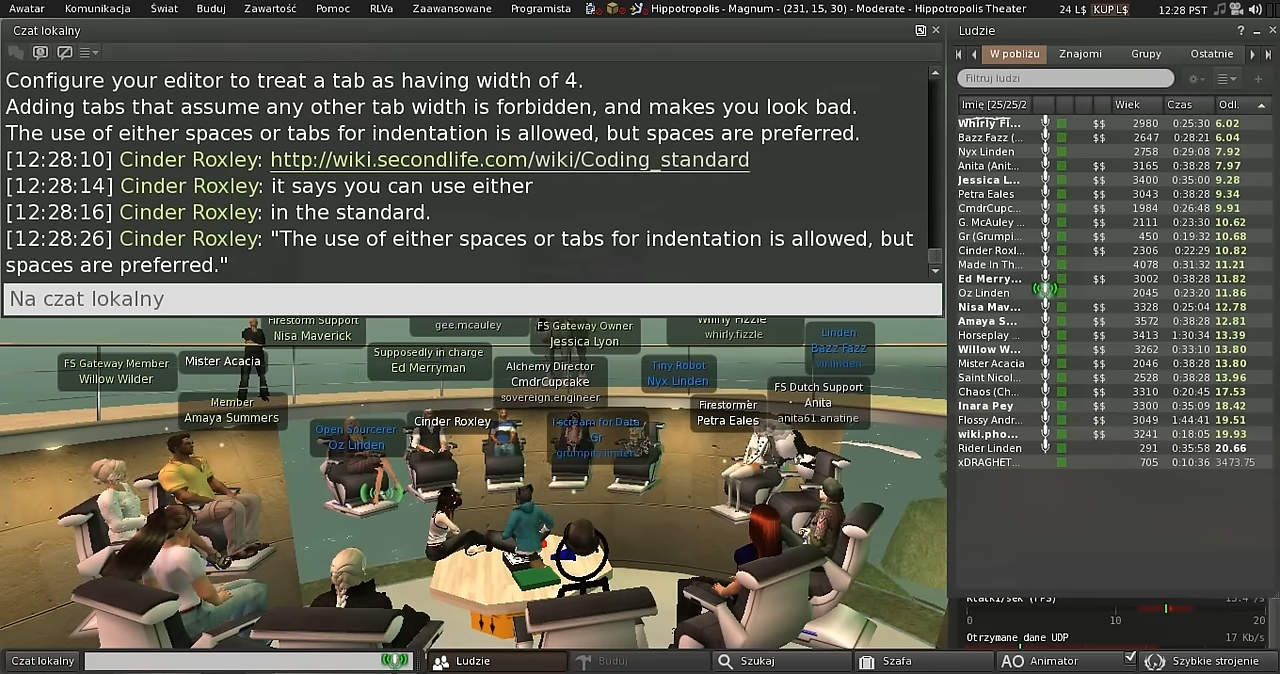 Awatar Komunikacja Świat Buduj Zawartość Pomoc RLVa Zaawansowane Programista Hippotropolis - Magnum - (231, 15, 30) - Moderate - Hippotropolis Theater 24 L$ KUP L$ 12:28 PST
Czat lokalny
Configure your editor to treat a tab as having width of 4.
Adding tabs that assume any other tab width is forbidden, and makes you look bad.
The use of either spaces or tabs for indentation is allowed, but spaces are preferred.
[12:28:10] Cinder Roxley: http://wiki.secondlife.com/wiki/Coding_standard
[12:28:14] Cinder Roxley: it says you can use either
[12:28:16] Cinder Roxley: in the standard.
[12:28:26] Cinder Roxley: "The use of either spaces or tabs for indentation is allowed, but
spaces are preferred."
Na czat lokalny
Firestorm Support
Nisa Maverick
gee.mcauley
FS Gateway Owner
Jessica Lyon
Whirly Fizzle
whirly.fizzle
Linden
Bazz Fazz
FS Gateway Member
Willow Wilder
Mister Acacia
Supposedly in charge
Ed Merryman
Alchemy Director
CmdrCupcake
sovereign.engineer
Tiny Robot
Nyx Linden
FS Dutch Support
Anita
anita61.anatine
Member
Amaya Summers
Open Sourcerer
Oz Linden
Cinder Roxley
I scream for Data
Gr
grumpity.linden
Firestormer
Petra Eales
Ludzie
W pobliżu Znajomi Grupy Ostatnie
Filtruj ludzi
Imię [25/25/2 Wiek Czas Odl.
Whirly Fi... $$ 2980 0:25:30 6.02
Bazz Fazz (... $$ 2647 0:28:21 6.04
Nyx Linden 2758 0:29:08 7.92
Anita (Anit... $$ 3165 0:38:28 7.97
Jessica L... $$ 3400 0:35:00 9.28
Petra Eales $$ 3043 0:38:28 9.34
CmdrCupc... $$ 1984 0:26:48 9.91
G. McAuley ... $$ 2111 0:23:30 10.62
Gr (Grumpi... $$ 450 0:19:32 10.68
Cinder Roxl... $$ 2306 0:22:29 10.82
Made In Th... 4078 0:31:32 11.21
Ed Merry... $$ 3002 0:38:28 11.82
Oz Linden 2045 0:23:20 11.86
Nisa Mav... $$ 3328 0:25:04 12.78
Amaya S... $$ 3572 0:38:28 12.81
Horseplay ... $$ 3413 1:30:34 13.39
Willow W... $$ 3262 0:33:10 13.80
Mister Acacia $$ 2046 0:38:28 13.80
Saint Nicol... $$ 2528 0:38:28 13.96
Chaos (Ch... $$ 3310 0:20:45 17.53
Inara Pey $$ 3300 0:35:09 18.42
Flossy Andr... $$ 3049 1:44:41 19.51
wiki.pho... $$ 3241 0:18:05 19.93
Rider Linden 291 0:35:58 20.66
xDRAGHET... 705 0:10:36 3473.75
Klatki/sek (FPS) 13.4 /s
0 10 20
Otrzymane dane UDP 17 Kb/s
Czat lokalny Ludzie Buduj Szukaj Szafa AO Animator Szybkie strojenie